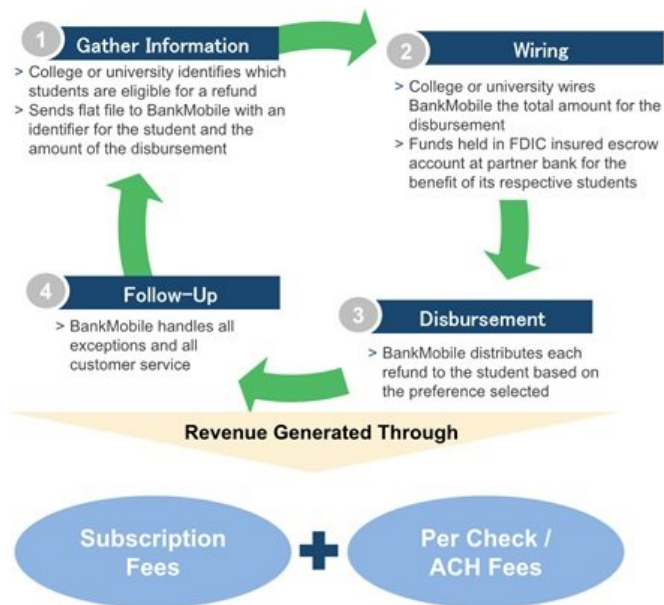 1
Gather Information
> College or university identifies which
students are eligible for a refund
> Sends flat file to BankMobile with an
identifier for the student and the
amount of the disbursement
2
Wiring
> College or university wires
BankMobile the total amount for the
disbursement
> Funds held in FDIC insured escrow
account at partner bank for the
benefit of its respective students
3
Disbursement
> BankMobile distributes each
refund to the student based on
the preference selected
4
Follow-Up
> BankMobile handles all
exceptions and all
customer service
Revenue Generated Through
Subscription
Fees
+
Per Check /
ACH Fees